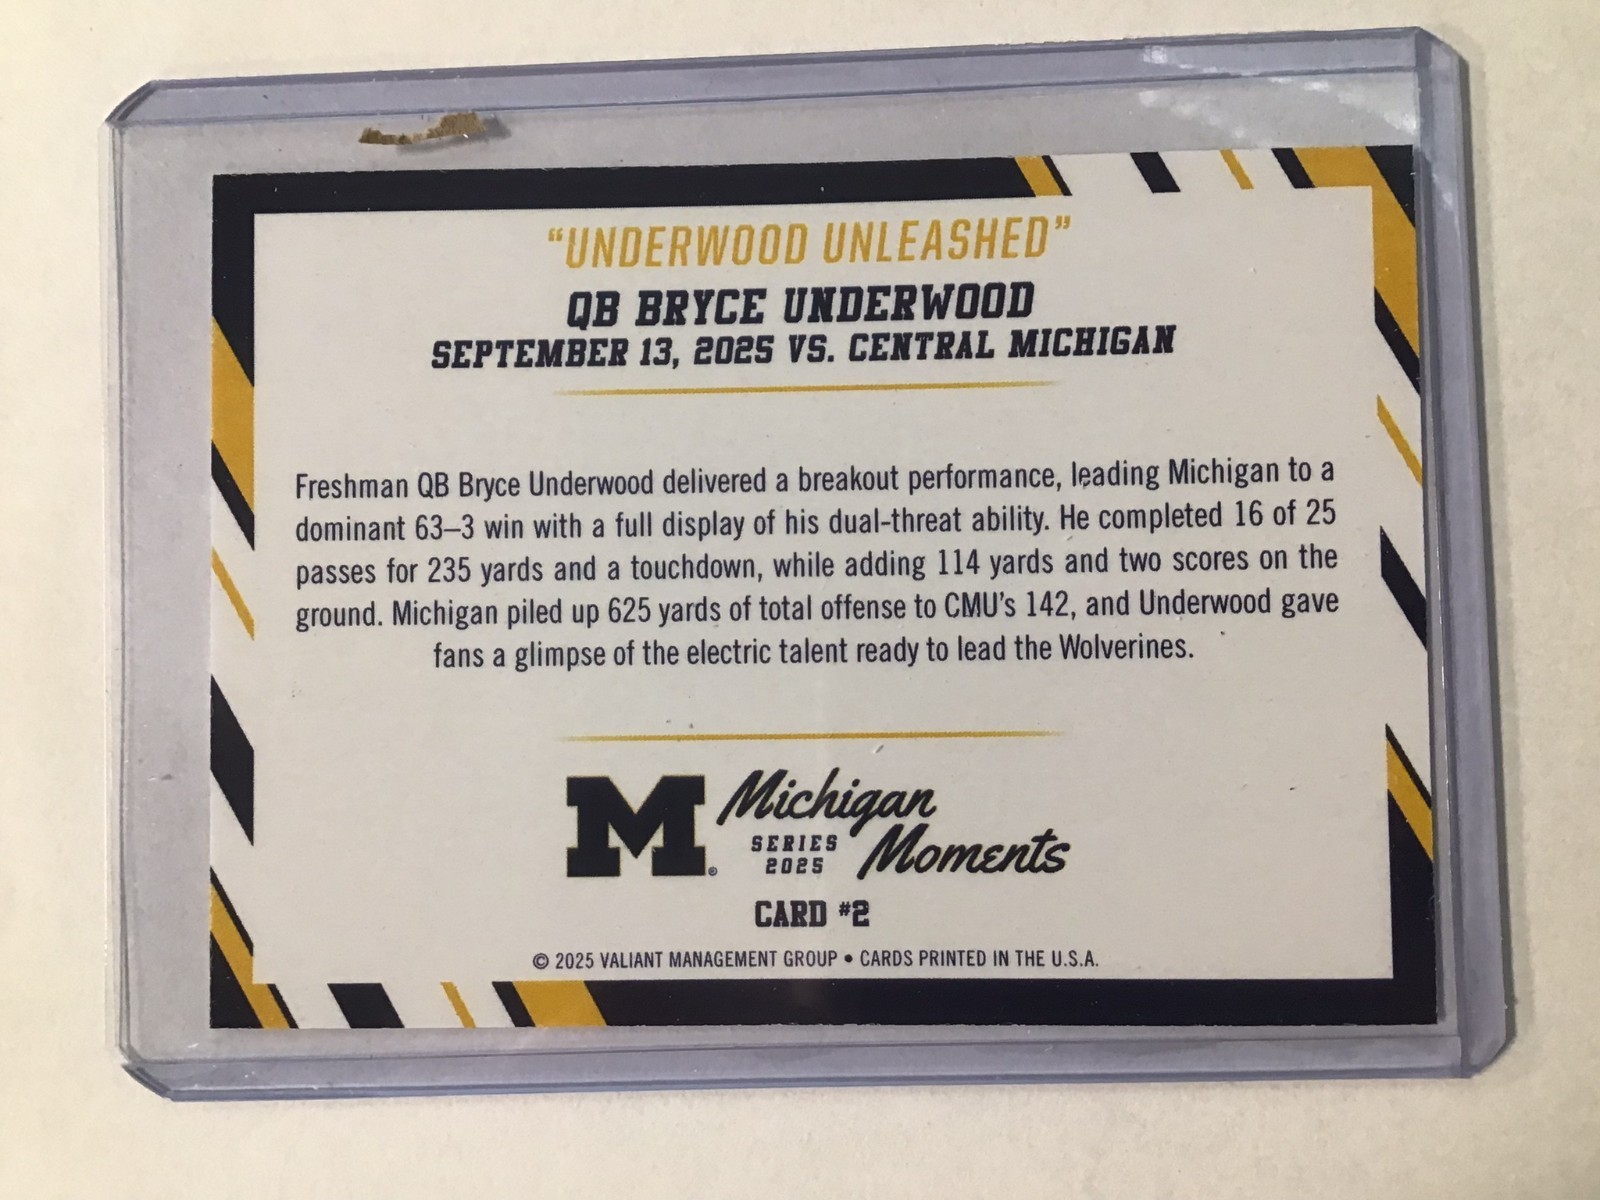 “UNDERWOOD UNLEASHED”
QB BRYCE UNDERWOOD
SEPTEMBER 13, 2025 VS. CENTRAL MICHIGAN
Freshman QB Bryce Underwood delivered a breakout performance, leading Michigan to a
dominant 63–3 win with a full display of his dual-threat ability. He completed 16 of 25
passes for 235 yards and a touchdown, while adding 114 yards and two scores on the
ground. Michigan piled up 625 yards of total offense to CMU’s 142, and Underwood gave
fans a glimpse of the electric talent ready to lead the Wolverines.
M®
Michigan
Moments
SERIES
2025
CARD #2
© 2025 VALIANT MANAGEMENT GROUP • CARDS PRINTED IN THE U.S.A.